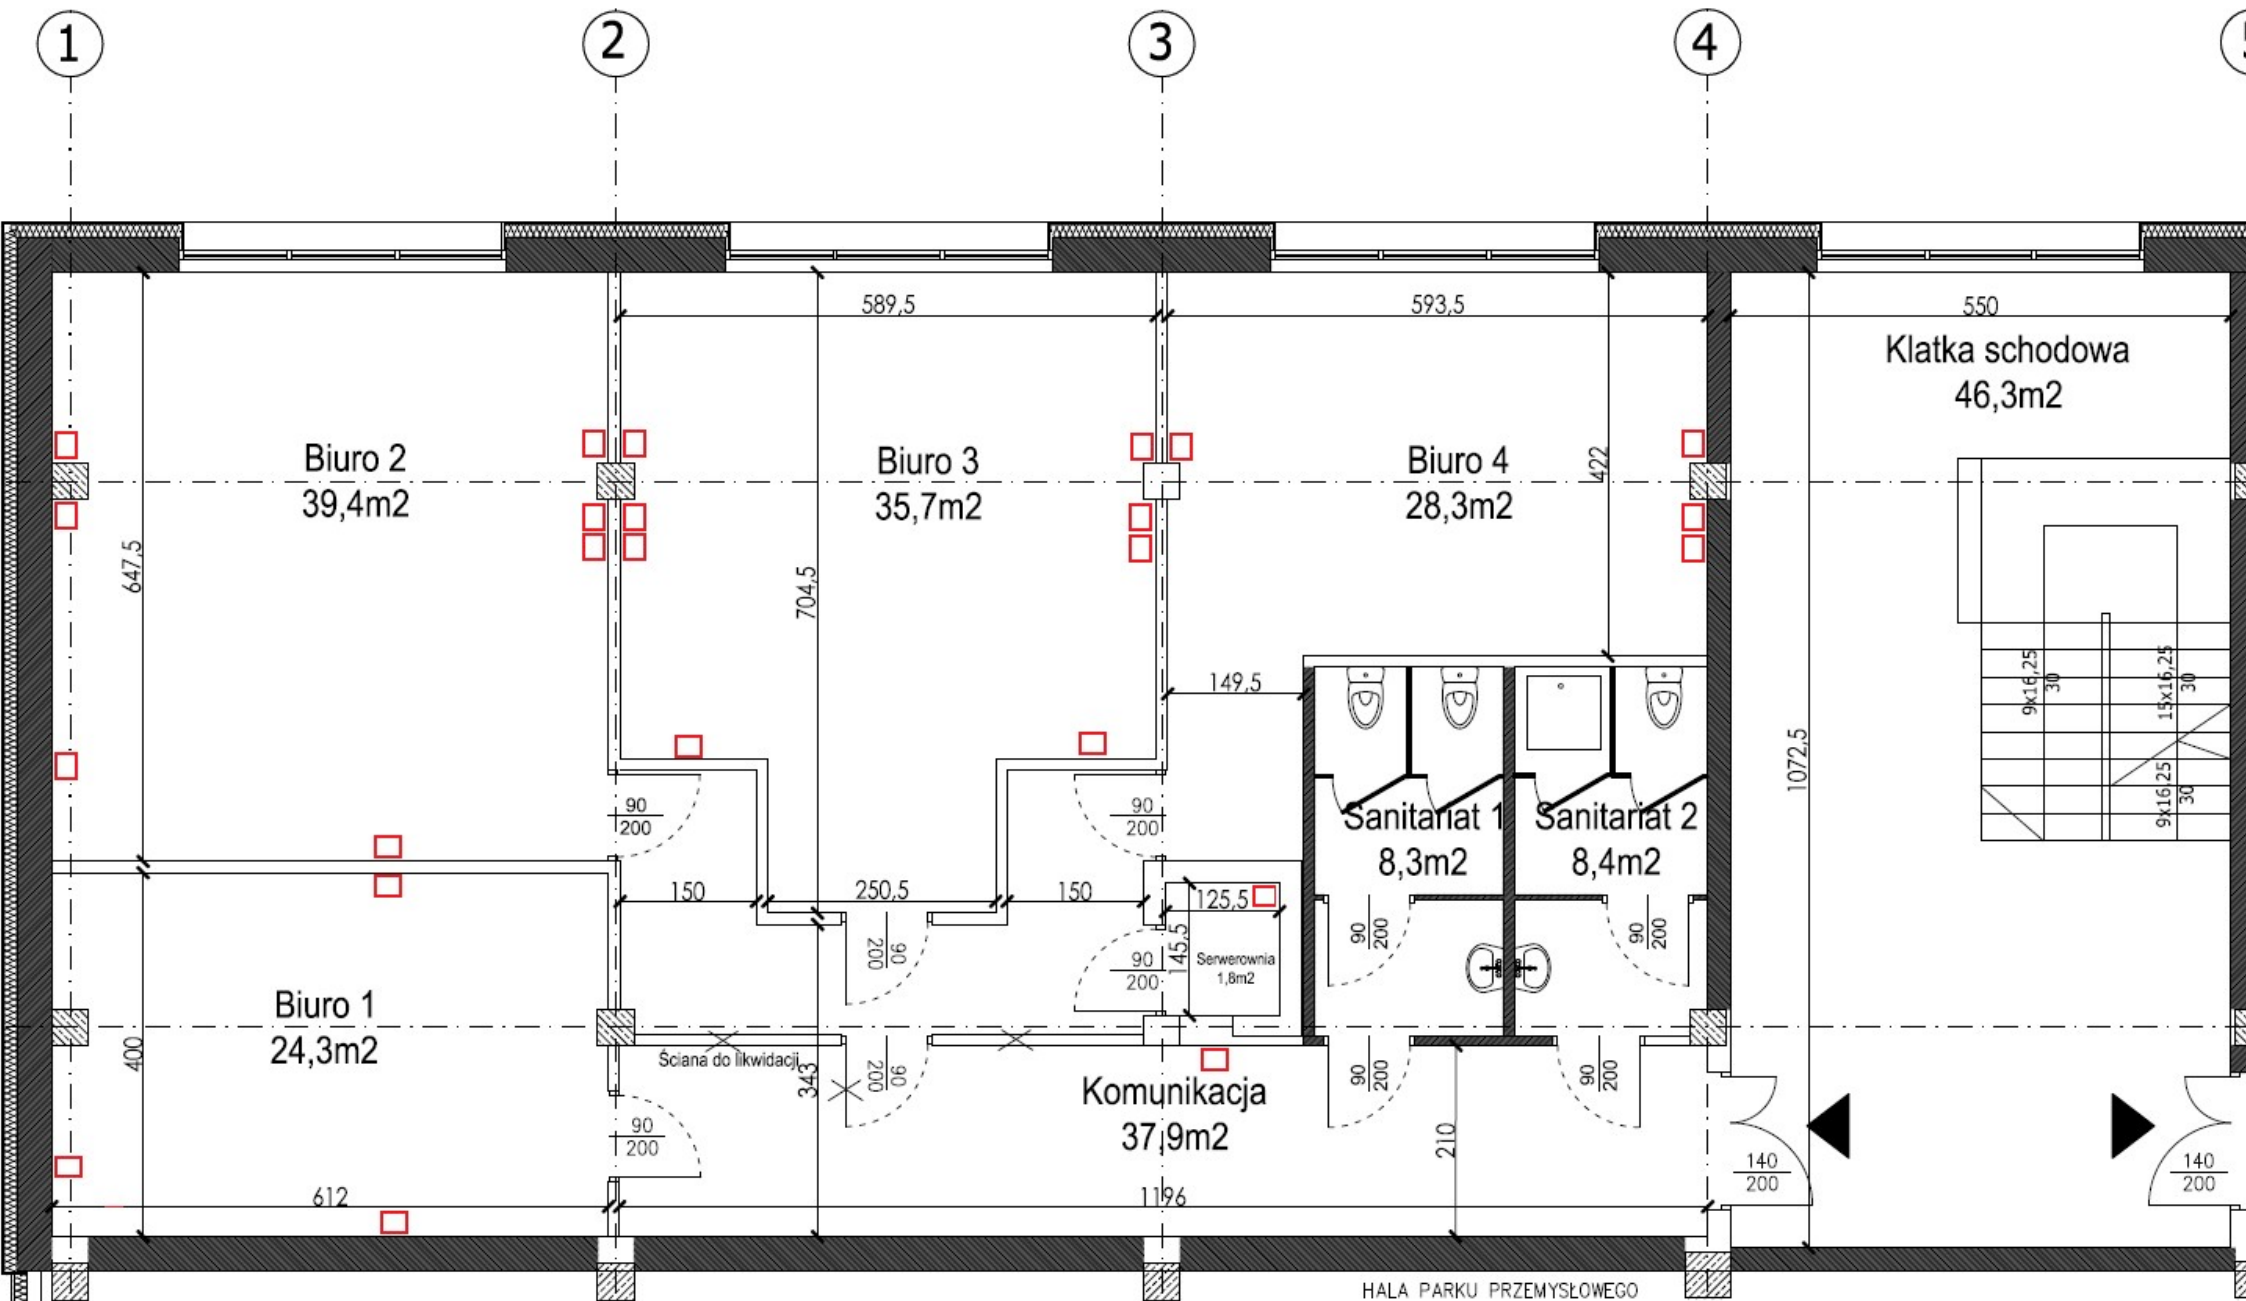 1
2
3
4
589,5
593,5
550
Klatka schodowa
46,3m2
Biuro 2
39,4m2
Biuro 3
35,7m2
Biuro 4
28,3m2
422
647,5
704,5
149,5
1072,5
9x16,25
30
15x16,25
30
9x16,25
30
90
200
90
200
Sanitariat 1
8,3m2
Sanitariat 2
8,4m2
150
250,5
150
125,5
145,5
90
200
90
200
90
200
90
200
Serwerownia
1,8m2
Biuro 1
24,3m2
400
Ściana do likwidacji
343
90
200
90
200
90
200
Komunikacja
37,9m2
90
200
210
140
200
140
200
612
1196
HALA PARKU PRZEMYSŁOWEGO